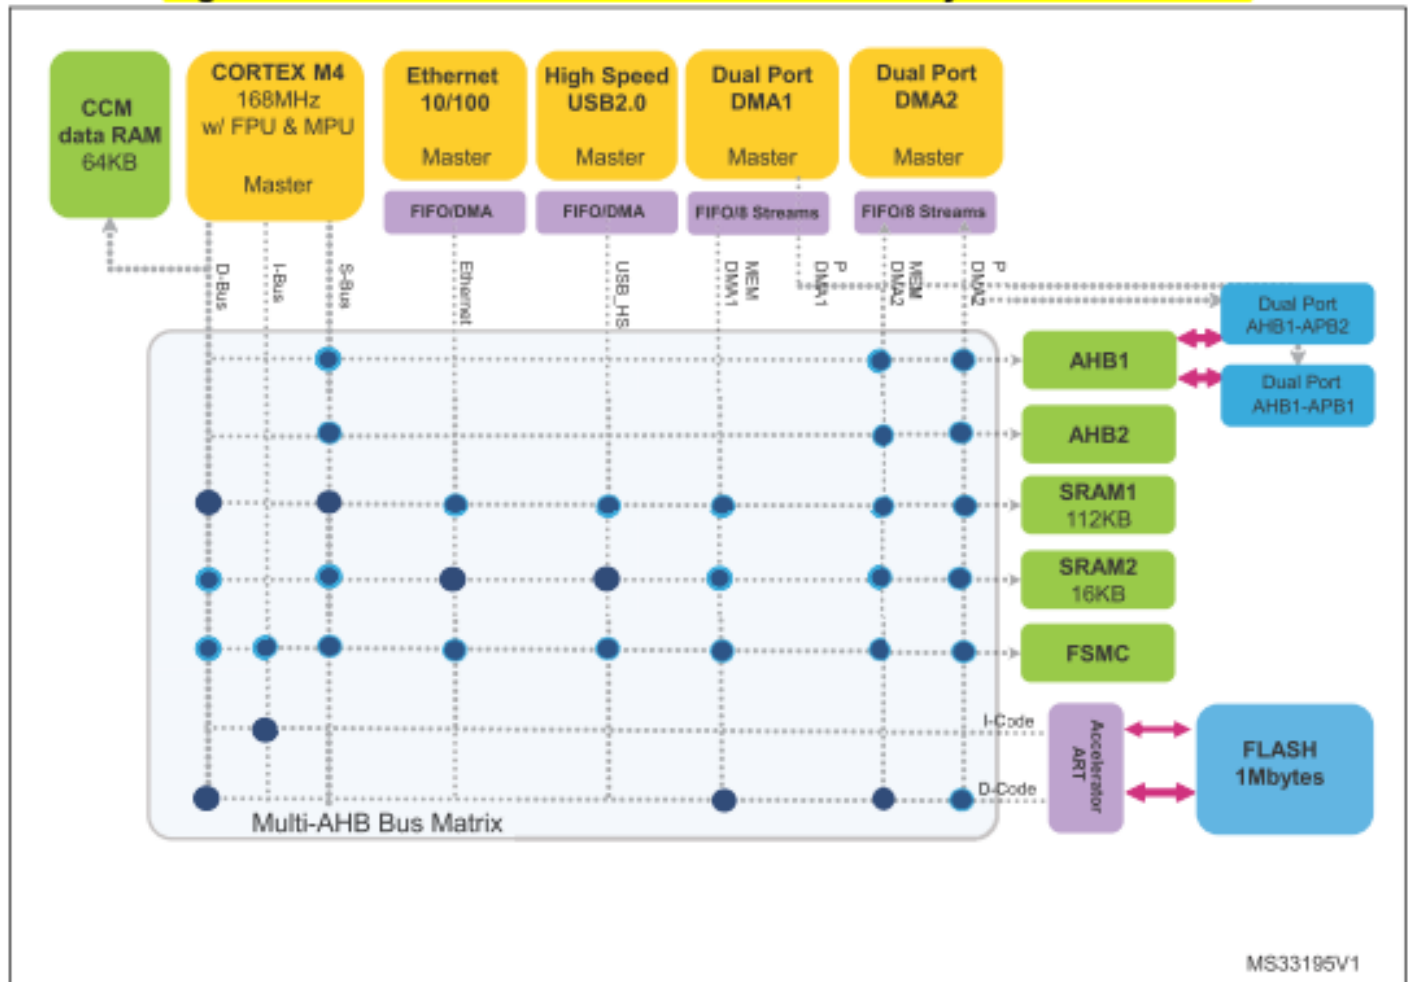 CCM
data RAM
64KB
CORTEX M4
168MHz
w/ FPU & MPU
Master
Ethernet
10/100
Master
High Speed
USB2.0
Master
Dual Port
DMA1
Master
Dual Port
DMA2
Master
FIFO/DMA
FIFO/DMA
FIFO/8 Streams
FIFO/8 Streams
D-Bus
I-Bus
S-Bus
Ethernet
USB_HS
MEM
DMA1
P
DMA1
MEM
DMA2
P
DMA2
Dual Port
AHB1-APB2
Dual Port
AHB1-APB1
AHB1
AHB2
SRAM1
112KB
SRAM2
16KB
FSMC
I-Code
D-Code
Accelerator
ART
FLASH
1Mbytes
Multi-AHB Bus Matrix
MS33195V1